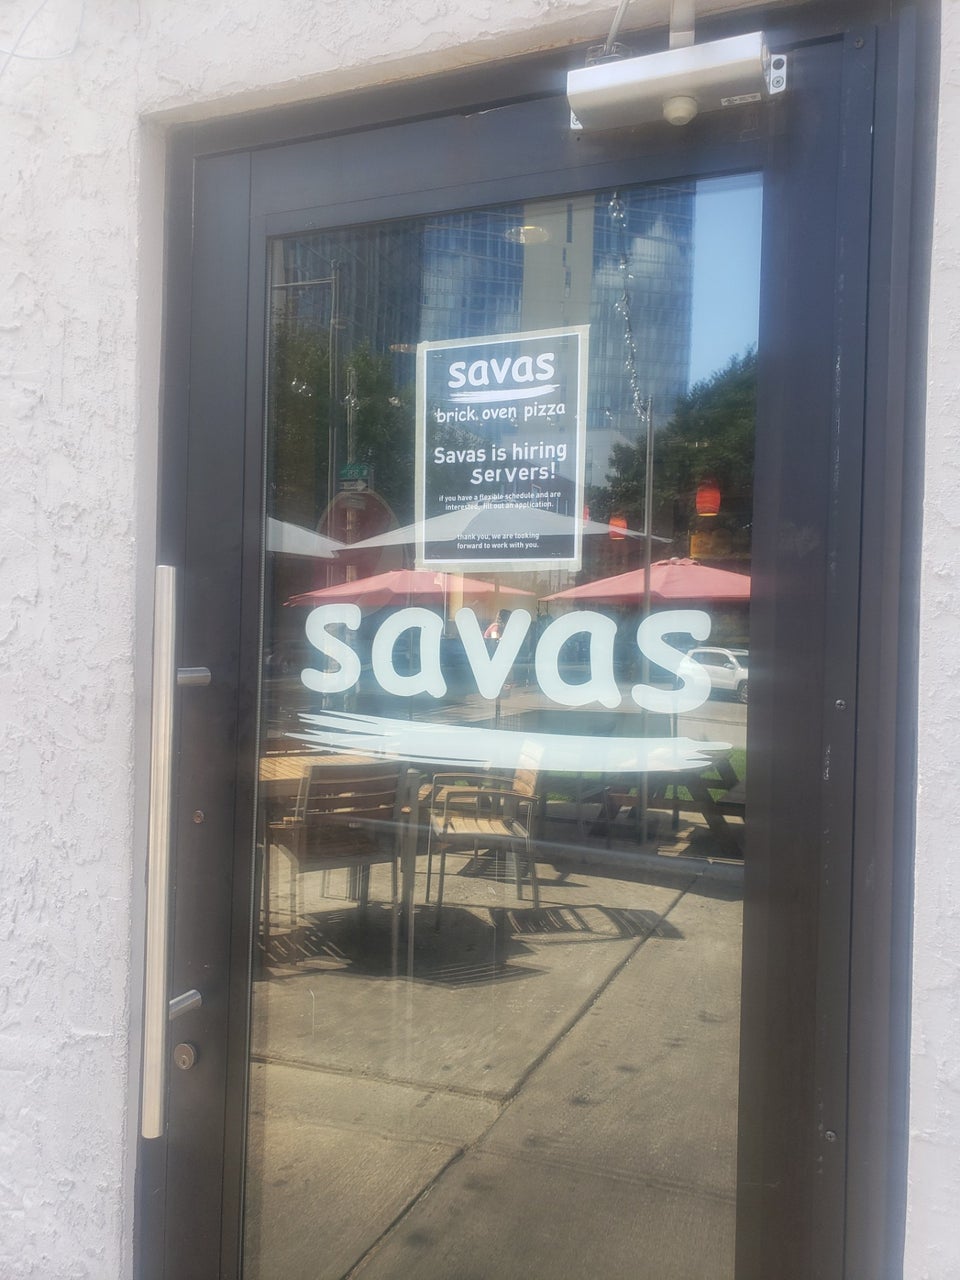 savas
brick oven pizza
Savas is hiring
servers!
if you have a flexible schedule and are
interested, fill out an application.
thank you, we are looking
forward to work with you.
savas